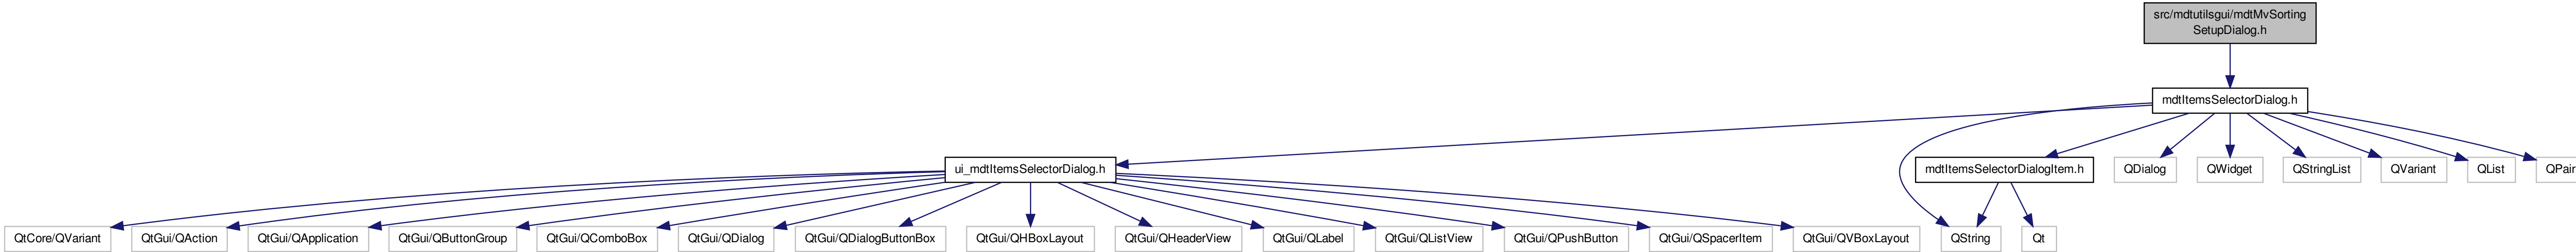 src/mdtutilsgui/mdtMvSorting
SetupDialog.h
mdtItemsSelectorDialog.h
ui_mdtItemsSelectorDialog.h
mdtItemsSelectorDialogItem.h
QDialog
QWidget
QStringList
QVariant
QList
QPair
QtCore/QVariant
QtGui/QAction
QtGui/QApplication
QtGui/QButtonGroup
QtGui/QComboBox
QtGui/QDialog
QtGui/QDialogButtonBox
QtGui/QHBoxLayout
QtGui/QHeaderView
QtGui/QLabel
QtGui/QListView
QtGui/QPushButton
QtGui/QSpacerItem
QtGui/QVBoxLayout
QString
Qt